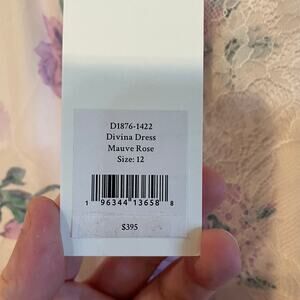 D1876-1422
Divina Dress
Mauve Rose
Size: 12
1 96344 13658 8
$395